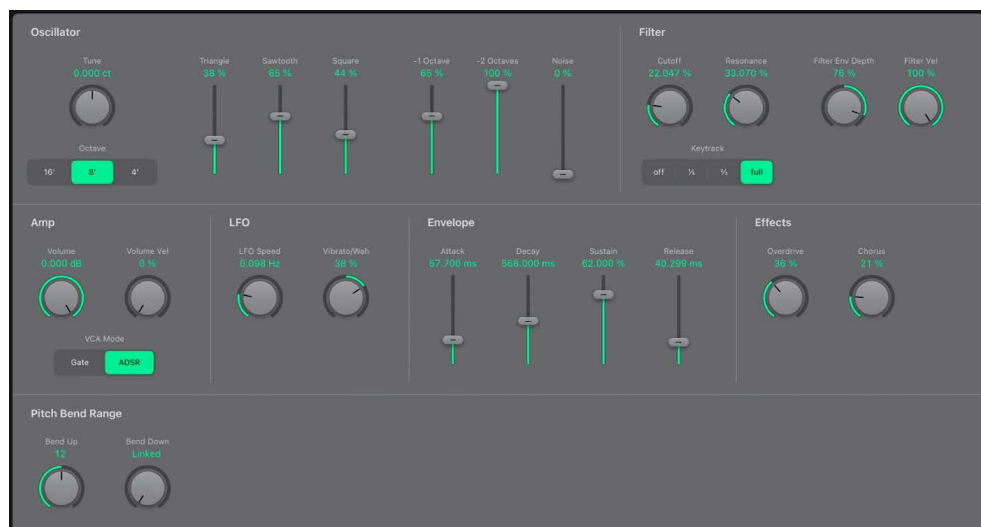 Oscillator
Filter
Tune
Triangle
Sawtooth
Square
-1 Octave
-2 Octaves
Noise
Cutoff
Resonance
Filter Env Depth
Filter Vel
0.000 ct
38 %
65 %
44 %
65 %
100 %
0 %
22.047 %
33.070 %
76 %
100 %
Octave
16'
8'
4'
Keytrack
off
⅓
⅔
full
Amp
LFO
Envelope
Effects
Volume
Volume Vel
LFO Speed
Vibrato/Wah
Attack
Decay
Sustain
Release
Overdrive
Chorus
0.000 dB
0 %
0.098 Hz
38 %
57.700 ms
568.000 ms
62.000 %
40.299 ms
36 %
21 %
VCA Mode
Gate
ADSR
Pitch Bend Range
Bend Up
Bend Down
12
Linked